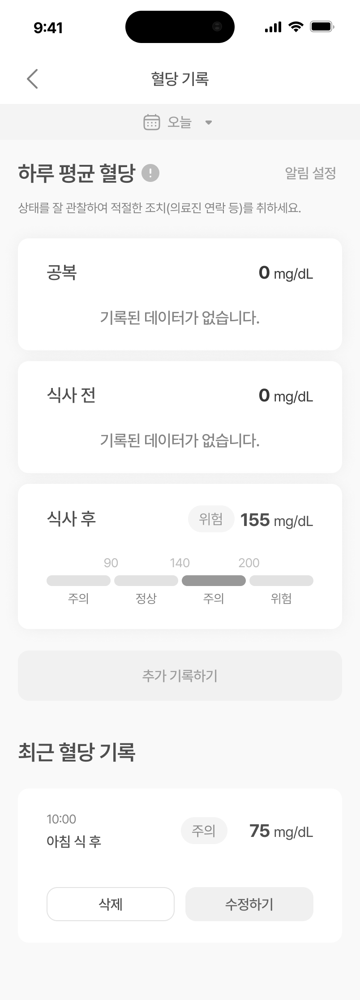 9:41
혈당 기록
오늘
하루 평균 혈당
알림 설정
상태를 잘 관찰하여 적절한 조치(의료진 연락 등)를 취하세요.
공복
0 mg/dL
기록된 데이터가 없습니다.
식사 전
0 mg/dL
기록된 데이터가 없습니다.
식사 후
위험 155 mg/dL
90 140 200
주의 정상 주의 위험
추가 기록하기
최근 혈당 기록
10:00
아침 식 후
주의 75 mg/dL
삭제 수정하기